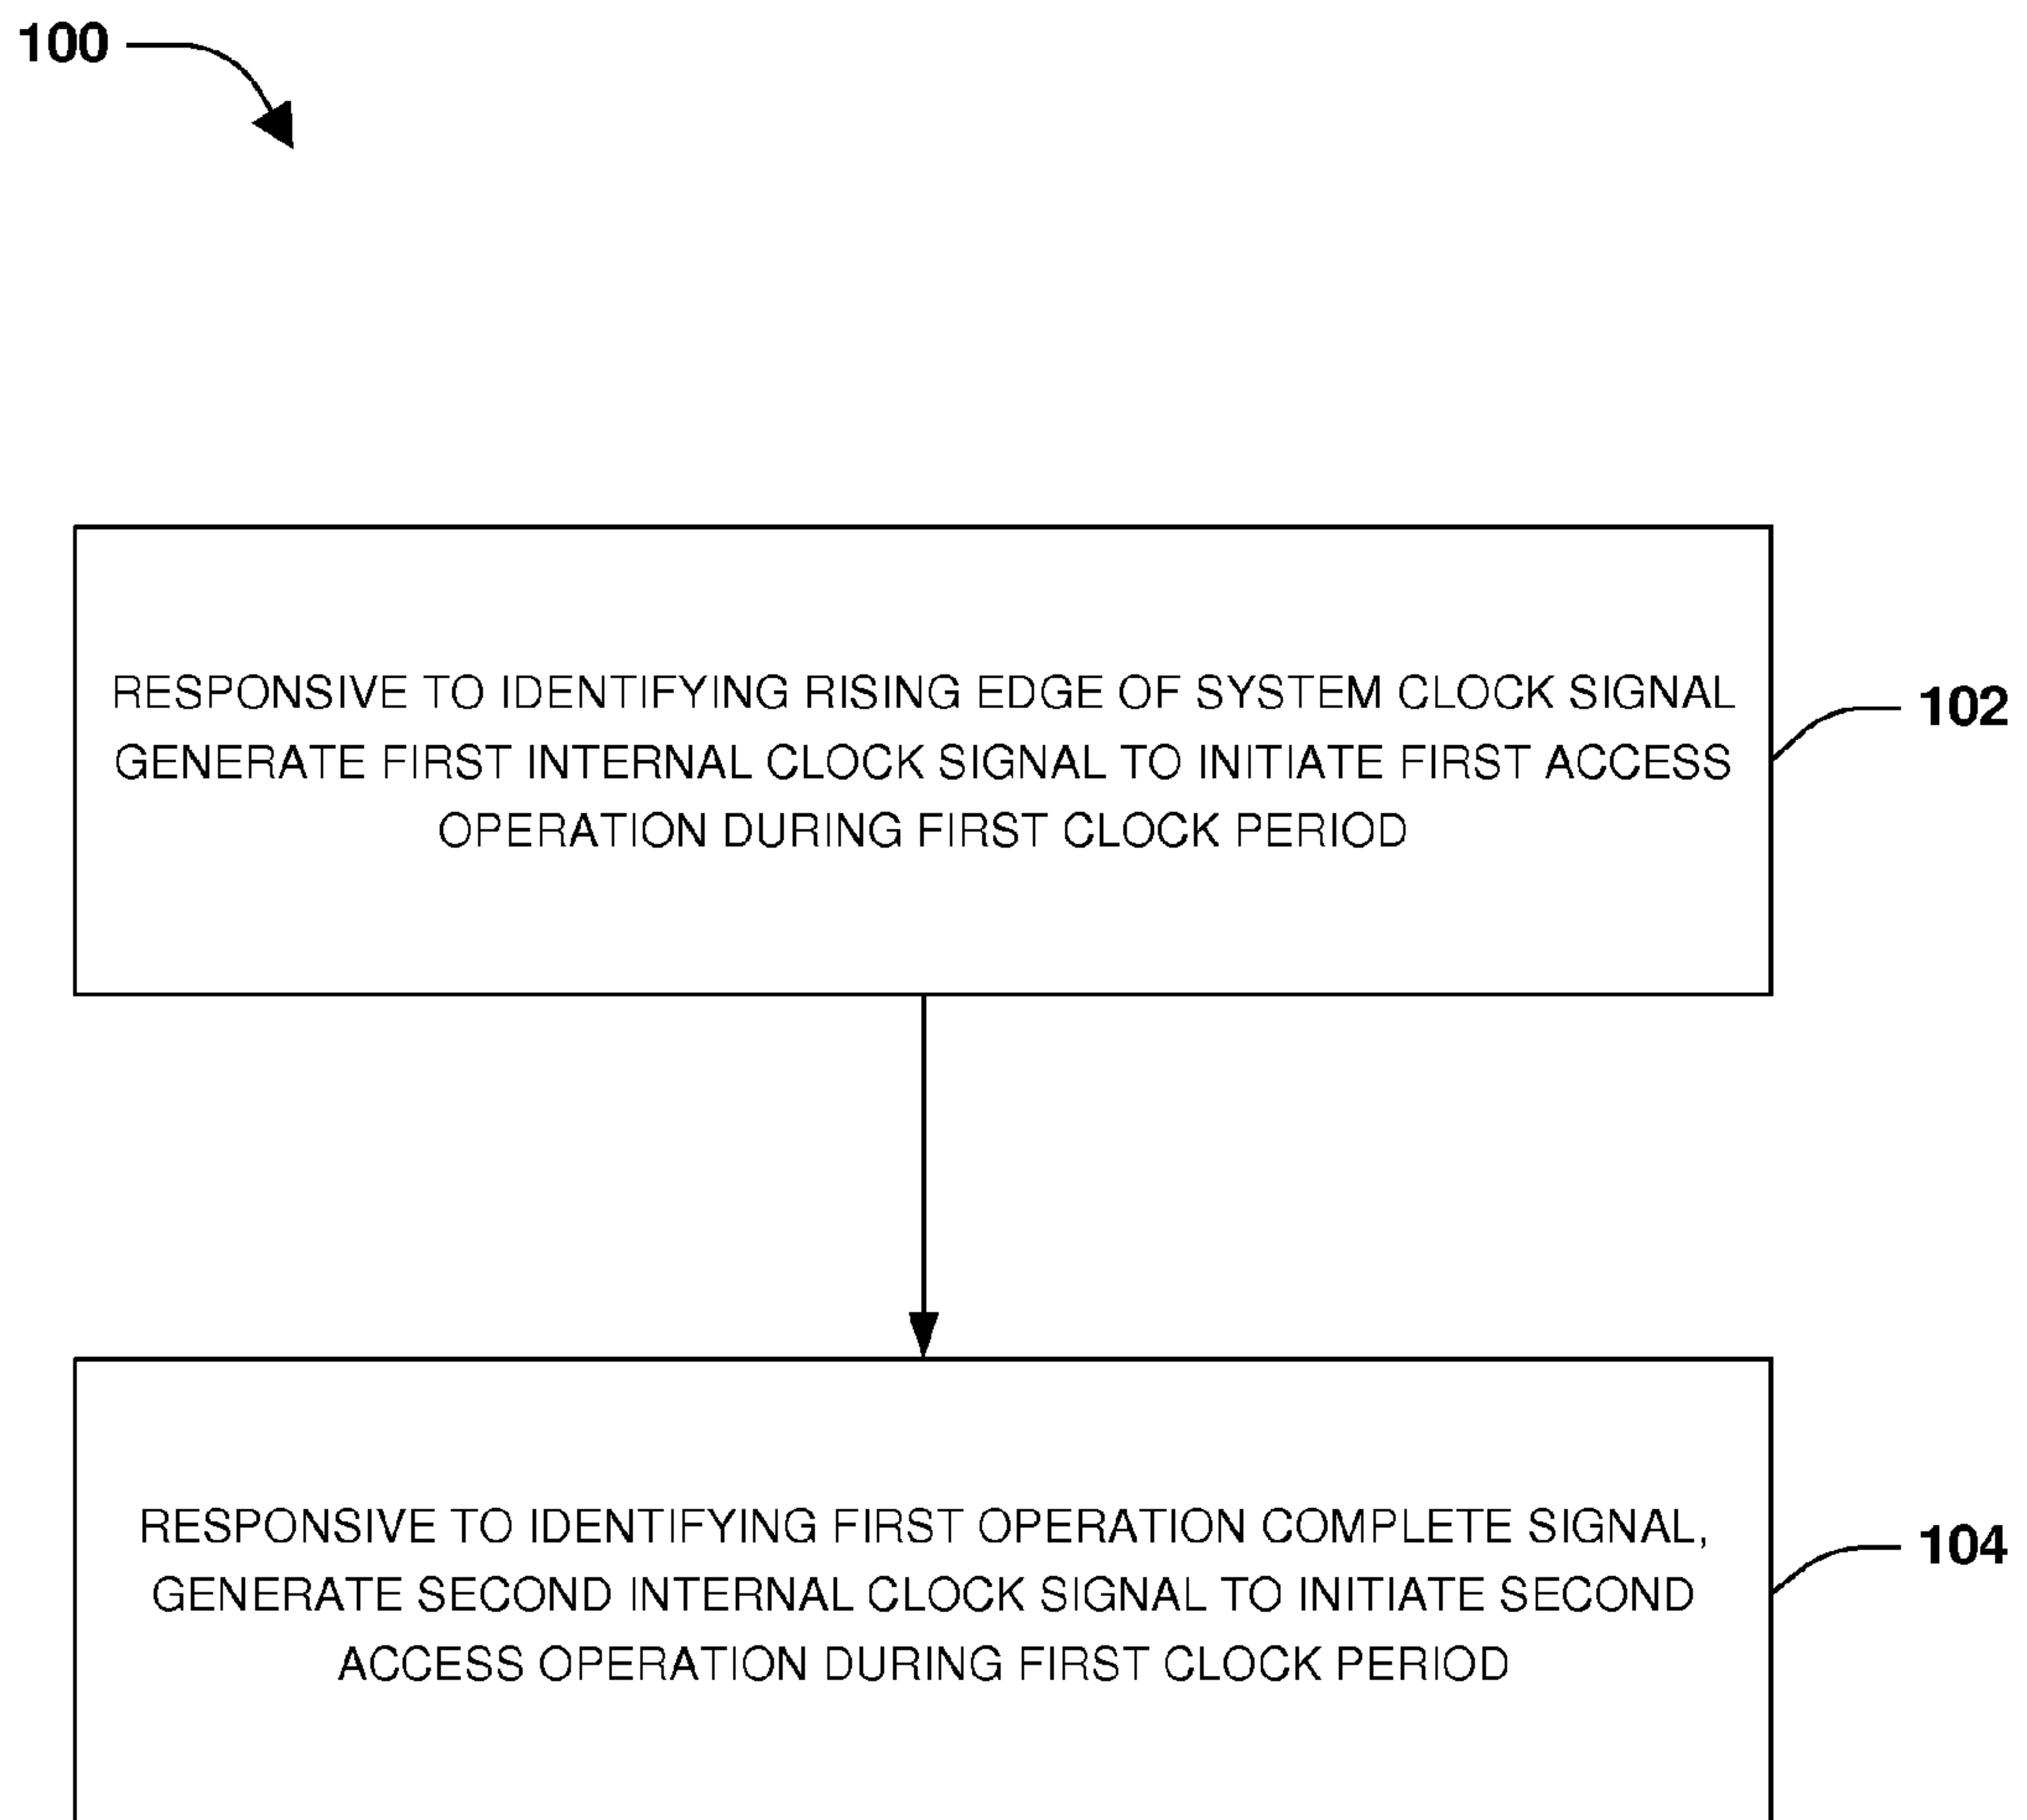 100
RESPONSIVE TO IDENTIFYING RISING EDGE OF SYSTEM CLOCK SIGNAL
GENERATE FIRST INTERNAL CLOCK SIGNAL TO INITIATE FIRST ACCESS
OPERATION DURING FIRST CLOCK PERIOD
102
RESPONSIVE TO IDENTIFYING FIRST OPERATION COMPLETE SIGNAL,
GENERATE SECOND INTERNAL CLOCK SIGNAL TO INITIATE SECOND
ACCESS OPERATION DURING FIRST CLOCK PERIOD
104